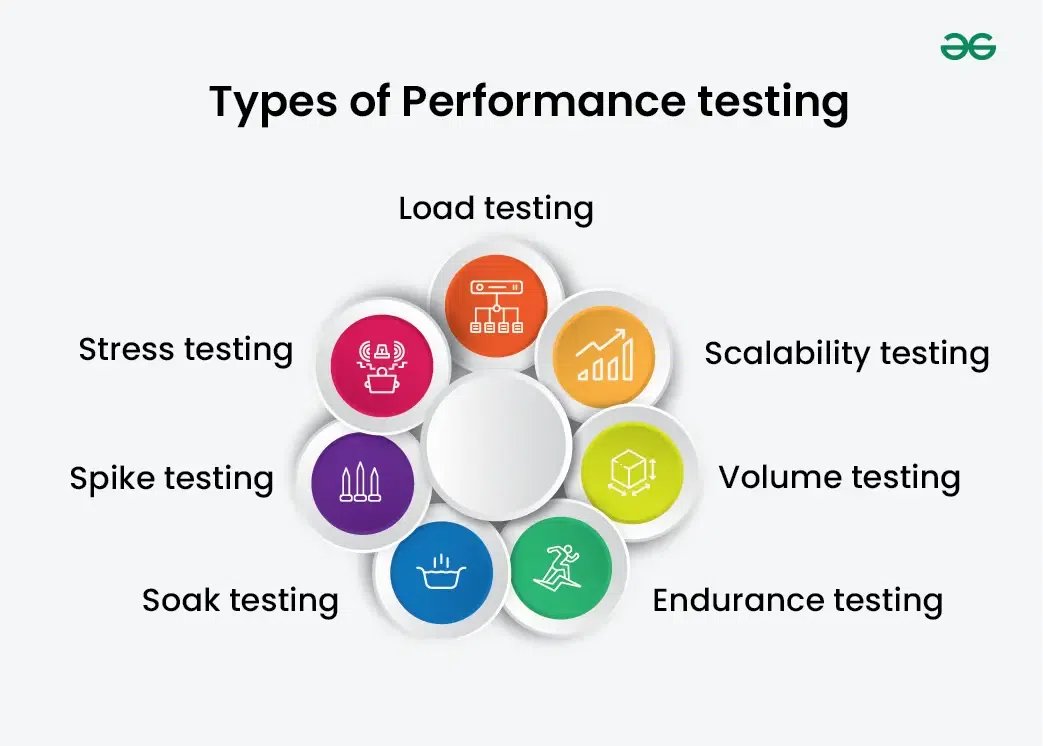 Types of Performance testing
Load testing
Stress testing
Scalability testing
Spike testing
Volume testing
Soak testing
Endurance testing